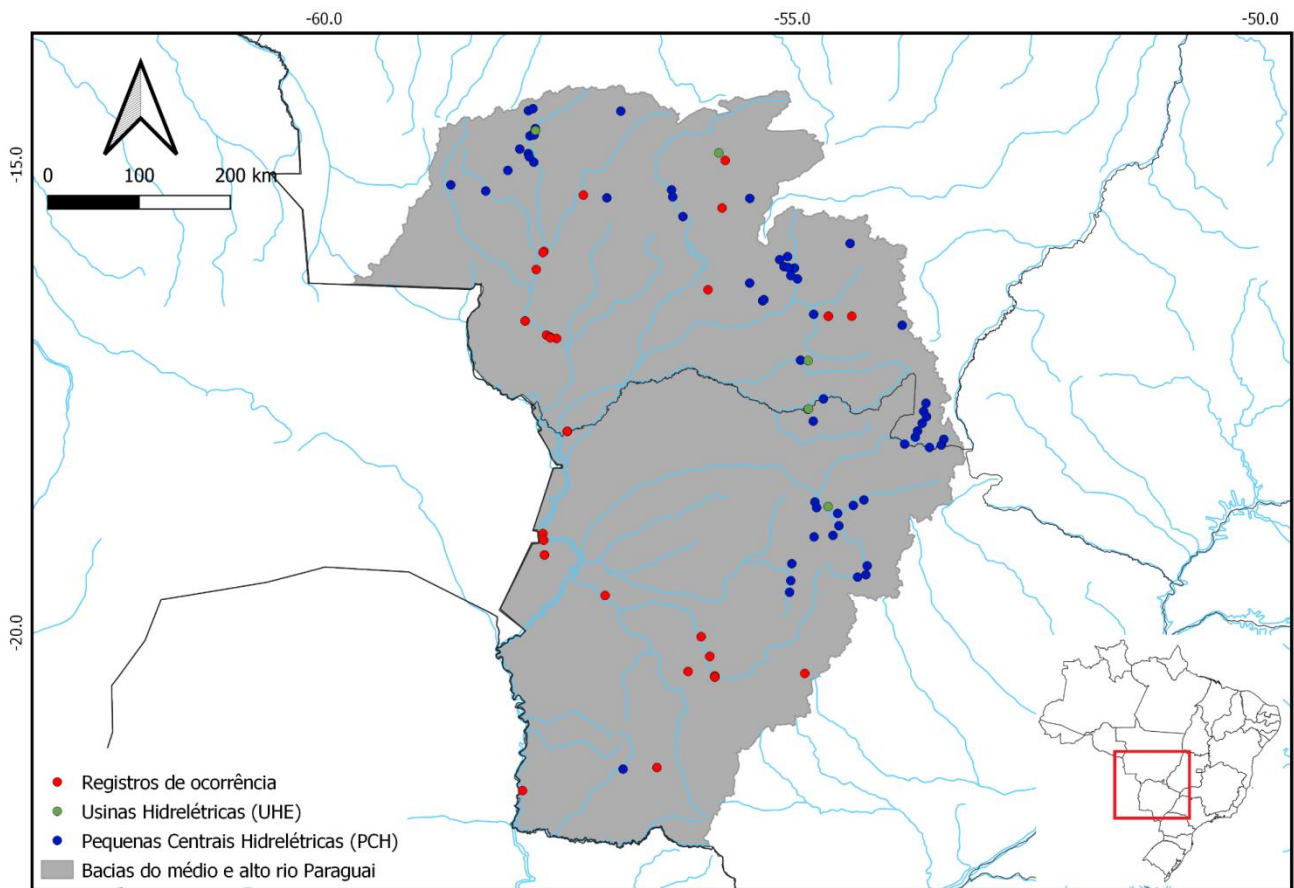 -60.0
-55.0
-50.0
-15.0
0
100
200 km
-20.0
Registros de ocorrência
Usinas Hidrelétricas (UHE)
Pequenas Centrais Hidrelétricas (PCH)
Bacias do médio e alto rio Paraguai